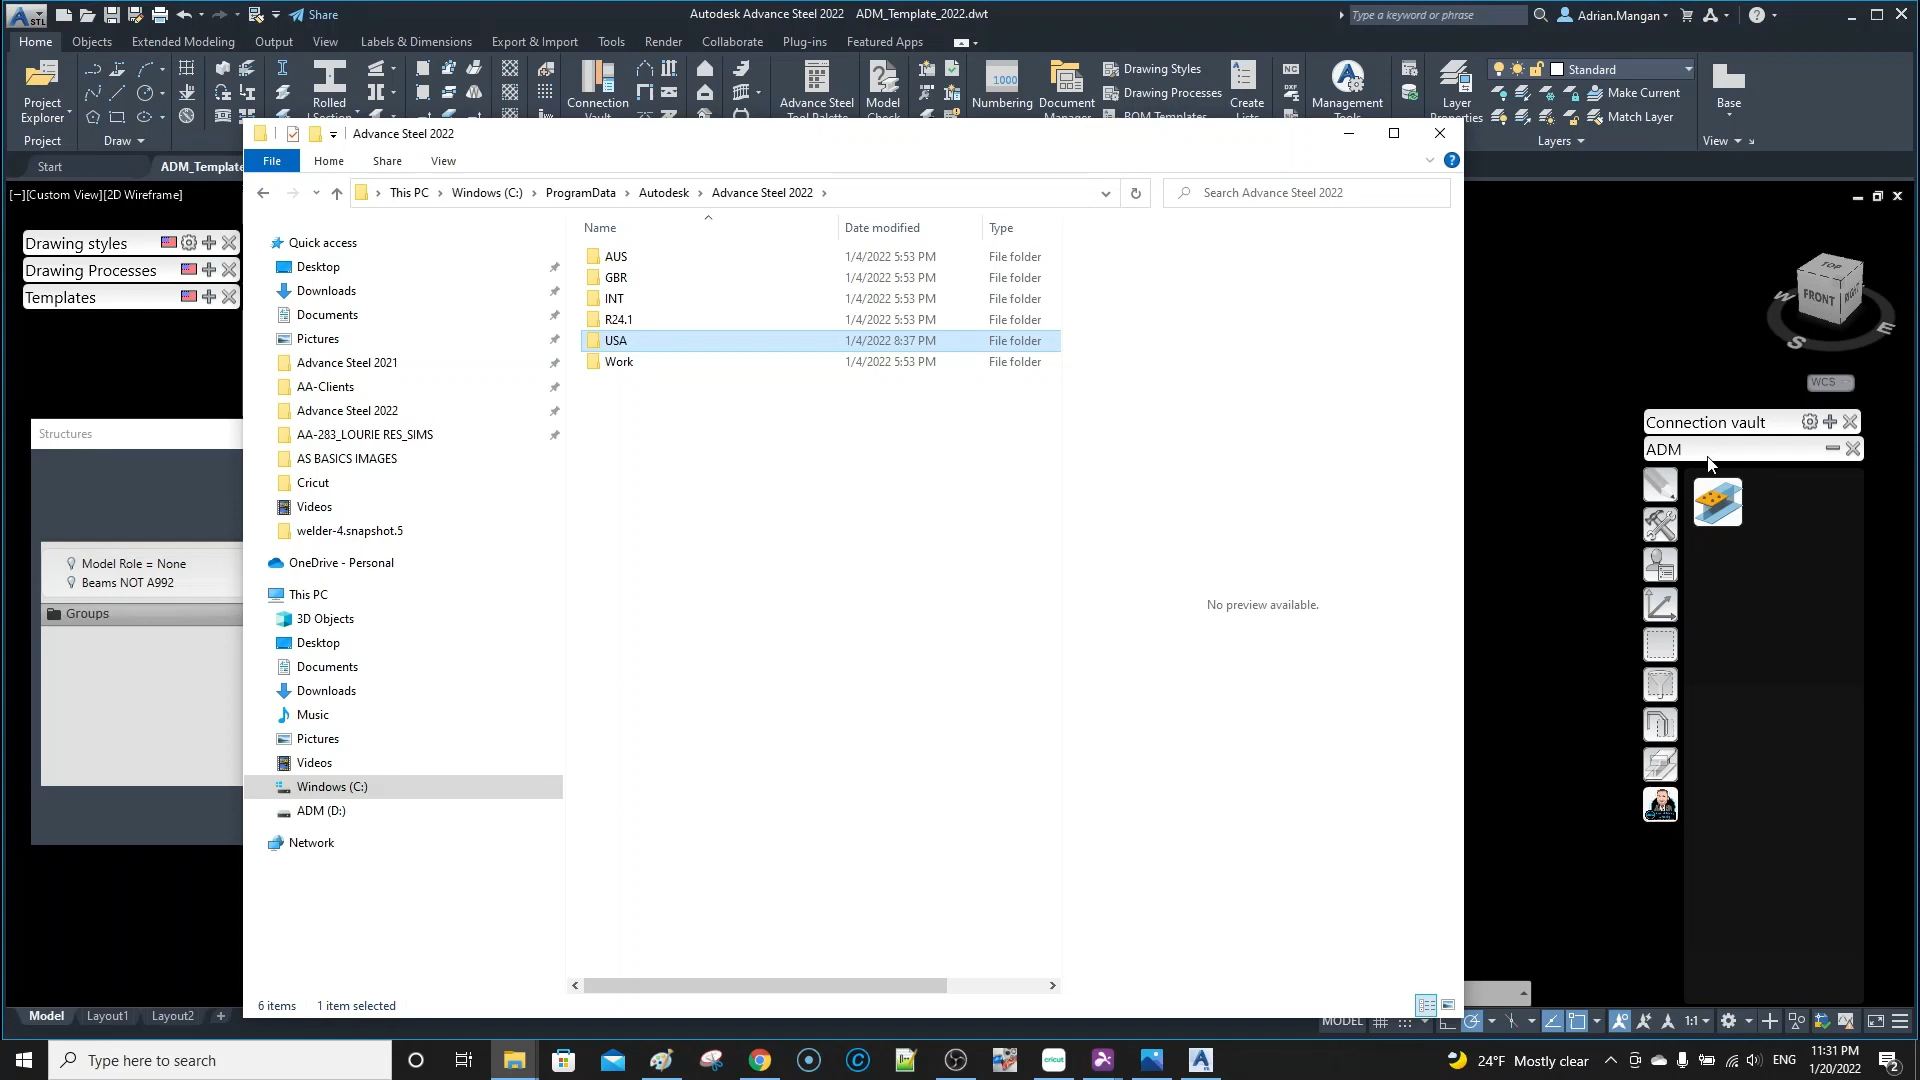 STL
Share
Autodesk Advance Steel 2022 ADM_Template_2022.dwt
Type a keyword or phrase
Adrian.Mangan
Home Objects Extended Modeling Output View Labels & Dimensions Export & Import Tools Render Collaborate Plug-ins Featured Apps
1000
NC
DXF
Drawing Styles
Drawing Processes
Standard
Make Current
Match Layer
Project
Explorer
Rolled
Connection
Advance Steel
Model
Numbering
Document
Create
Management
Layer
Base
Project
Draw
Layers
View
Start
ADM_Template
[−][Custom View][2D Wireframe]
Drawing styles
Drawing Processes
Templates
Structures
Model Role = None
Beams NOT A992
Groups
Advance Steel 2022
File Home Share View
This PC Windows (C:) ProgramData Autodesk Advance Steel 2022
Search Advance Steel 2022
Name Date modified Type
AUS 1/4/2022 5:53 PM File folder
GBR 1/4/2022 5:53 PM File folder
INT 1/4/2022 5:53 PM File folder
R24.1 1/4/2022 5:53 PM File folder
USA 1/4/2022 8:37 PM File folder
Work 1/4/2022 5:53 PM File folder
Quick access
Desktop
Downloads
Documents
Pictures
Advance Steel 2021
AA-Clients
Advance Steel 2022
AA-283_LOURIE RES_SIMS
AS BASICS IMAGES
Cricut
Videos
welder-4.snapshot.5
OneDrive - Personal
This PC
3D Objects
Desktop
Documents
Downloads
Music
Pictures
Videos
Windows (C:)
ADM (D:)
Network
No preview available.
6 items 1 item selected
TOP
FRONT
RIGHT
W
S
E
WCS
Connection vault
ADM
Model Layout1 Layout2 +
MODEL
1:1
Type here to search
cricut
24°F Mostly clear
ENG
11:31 PM
1/20/2022
2